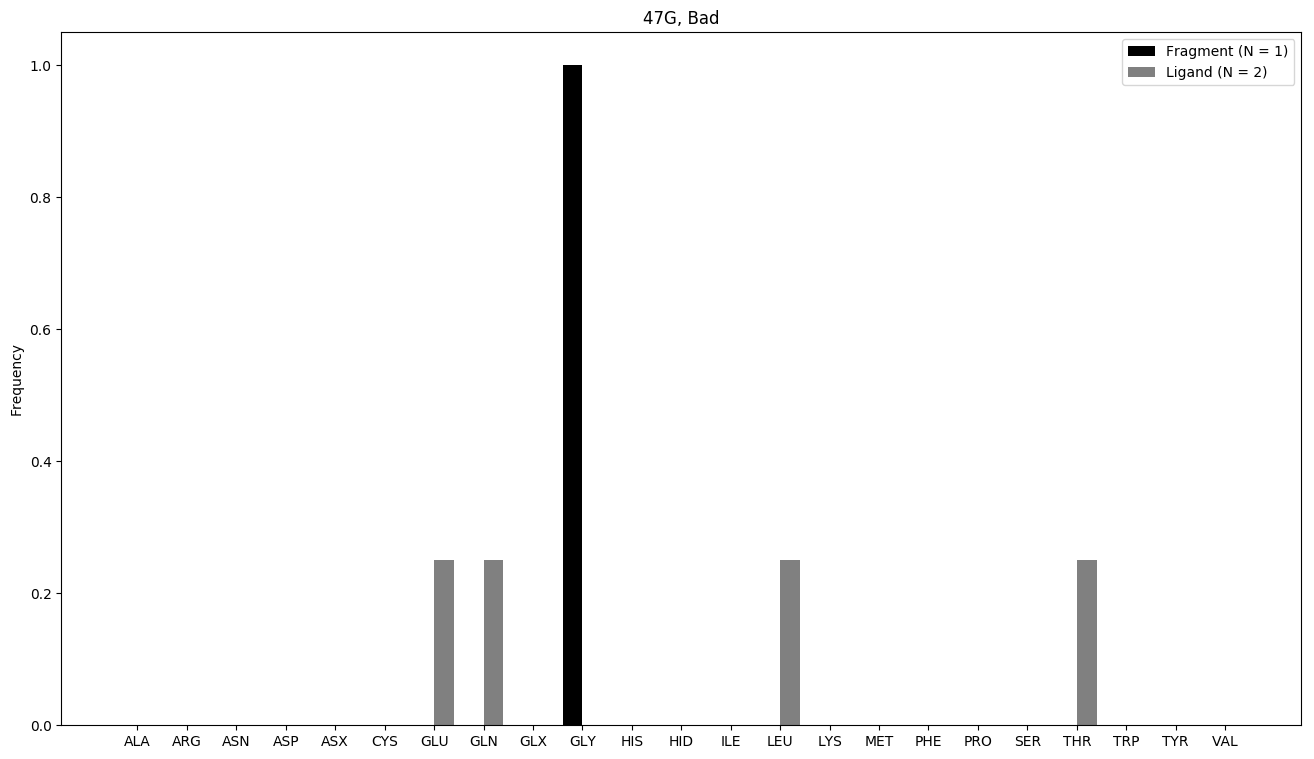 47G, Bad
Fragment (N = 1)
Ligand (N = 2)
1.0
0.8
0.6
0.4
0.2
0.0
Frequency
ALA ARG ASN ASP ASX CYS GLU GLN GLX GLY HIS HID ILE LEU LYS MET PHE PRO SER THR TRP TYR VAL